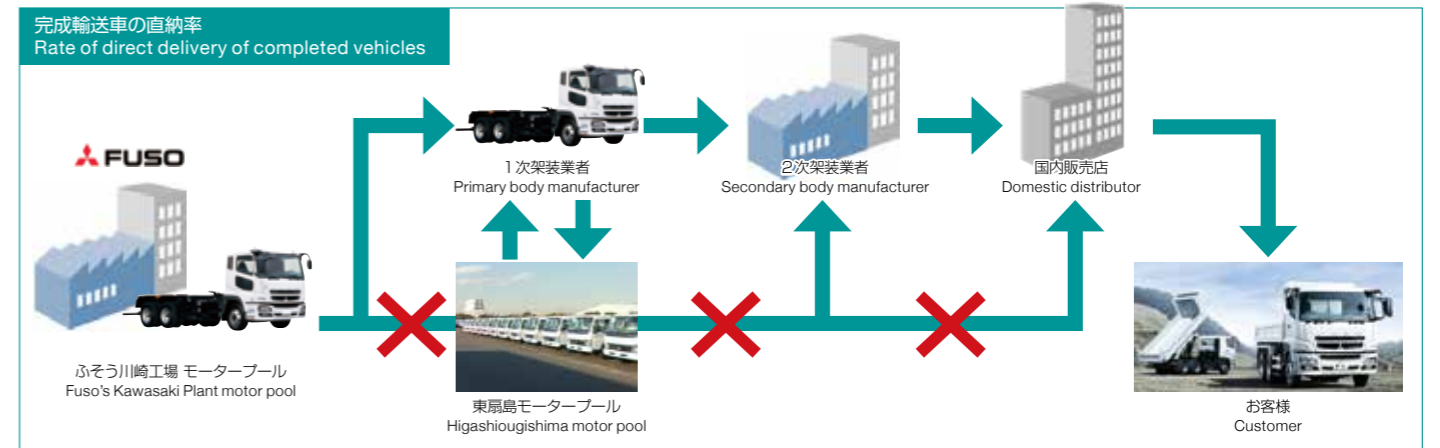 完成輸送車の直納率
Rate of direct delivery of completed vehicles
FUSO
1次架装業者
Primary body manufacturer
2次架装業者
Secondary body manufacturer
国内販売店
Domestic distributor
ふそう川崎工場 モータープール
Fuso's Kawasaki Plant motor pool
東扇島モータープール
Higashiougishima motor pool
お客様
Customer